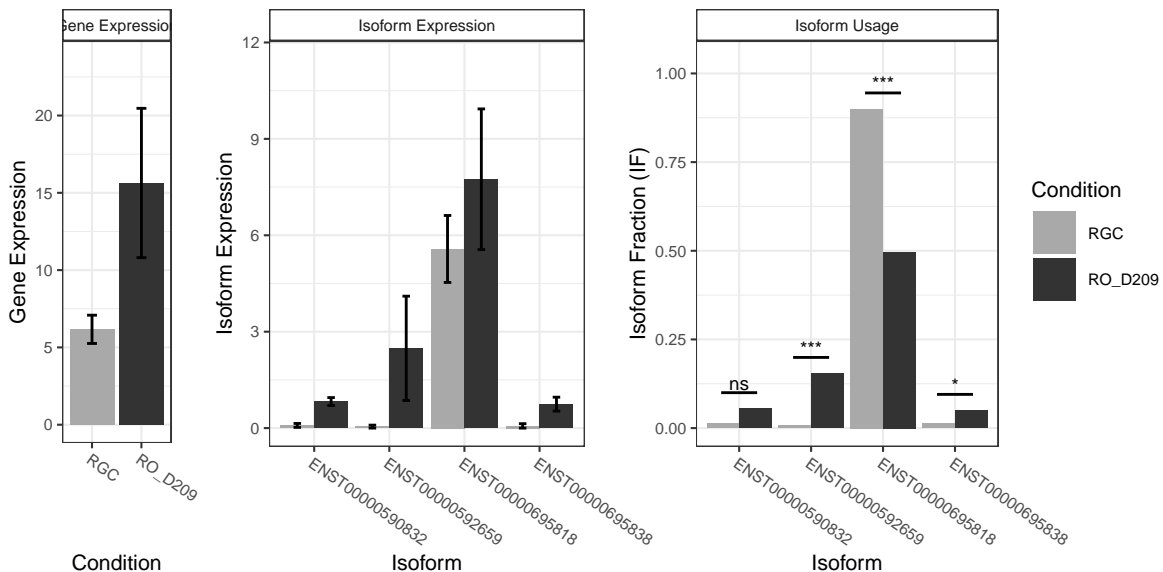 Gene Expression
Gene Expression
20
15
10
5
0
RGC
RO_D209
Condition
Isoform Expression
Isoform Expression
12
9
6
3
0
ENST00000590832
ENST00000592659
ENST00000695818
ENST00000695838
Isoform
Isoform Usage
Isoform Fraction (IF)
1.00
0.75
0.50
0.25
0.00
ns
***
***
*
ENST00000590832
ENST00000592659
ENST00000695818
ENST00000695838
Isoform
Condition
RGC
RO_D209